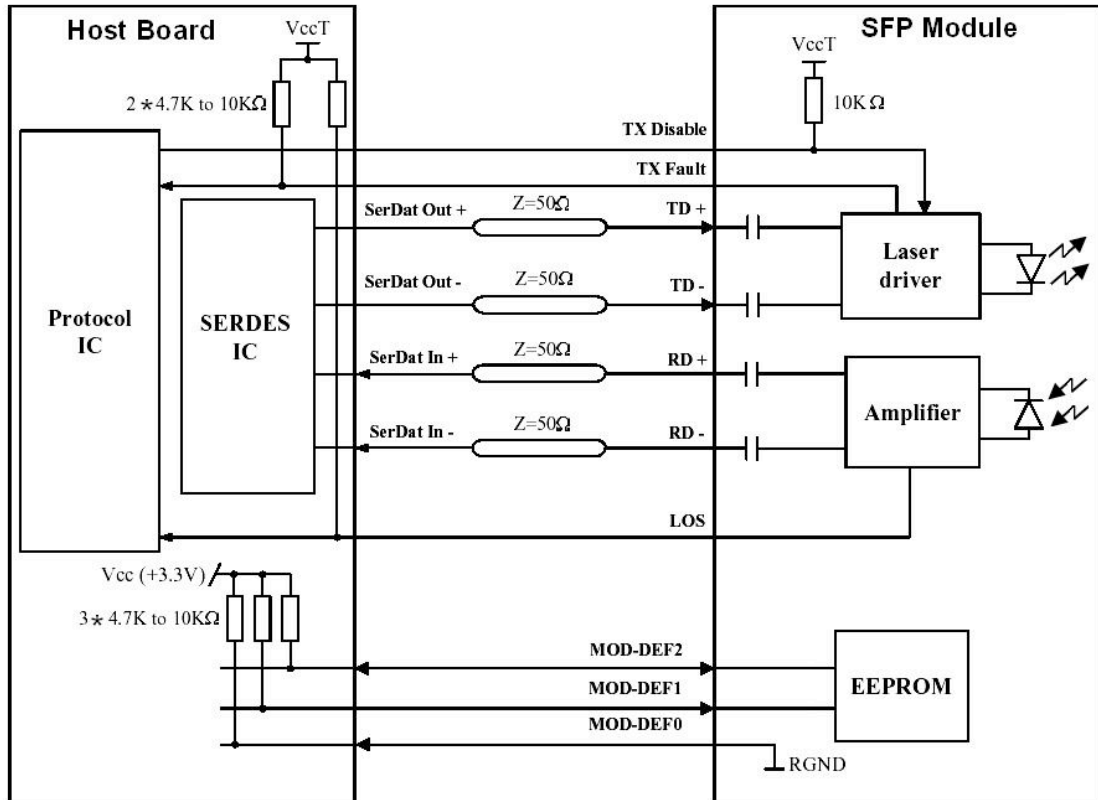 Host Board
SFP Module
VccT
VccT
2*4.7K to 10KΩ
10KΩ
TX Disable
TX Fault
SerDat Out +
Z=50Ω
TD +
SerDat Out -
Z=50Ω
TD -
Laser
driver
Protocol
IC
SERDES
IC
SerDat In +
Z=50Ω
RD +
SerDat In -
Z=50Ω
RD -
Amplifier
LOS
Vcc (+3.3V)
3*4.7K to 10KΩ
MOD-DEF2
MOD-DEF1
MOD-DEF0
EEPROM
RGND